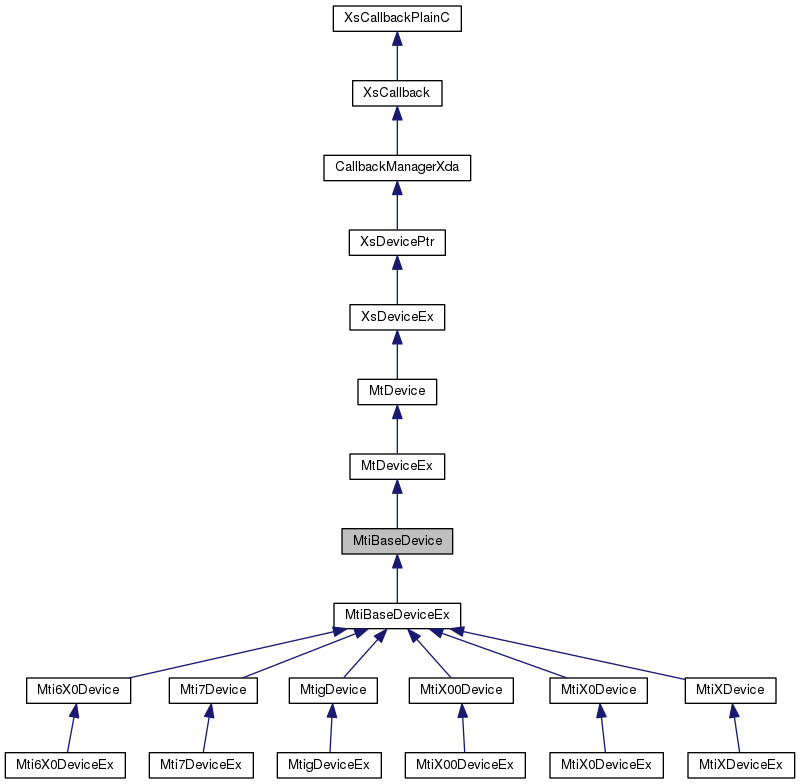 XsCallbackPlainC
XsCallback
CallbackManagerXda
XsDevicePtr
XsDeviceEx
MtDevice
MtDeviceEx
MtiBaseDevice
MtiBaseDeviceEx
Mti6X0Device
Mti7Device
MtigDevice
MtiX00Device
MtiX0Device
MtiXDevice
Mti6X0DeviceEx
Mti7DeviceEx
MtigDeviceEx
MtiX00DeviceEx
MtiX0DeviceEx
MtiXDeviceEx